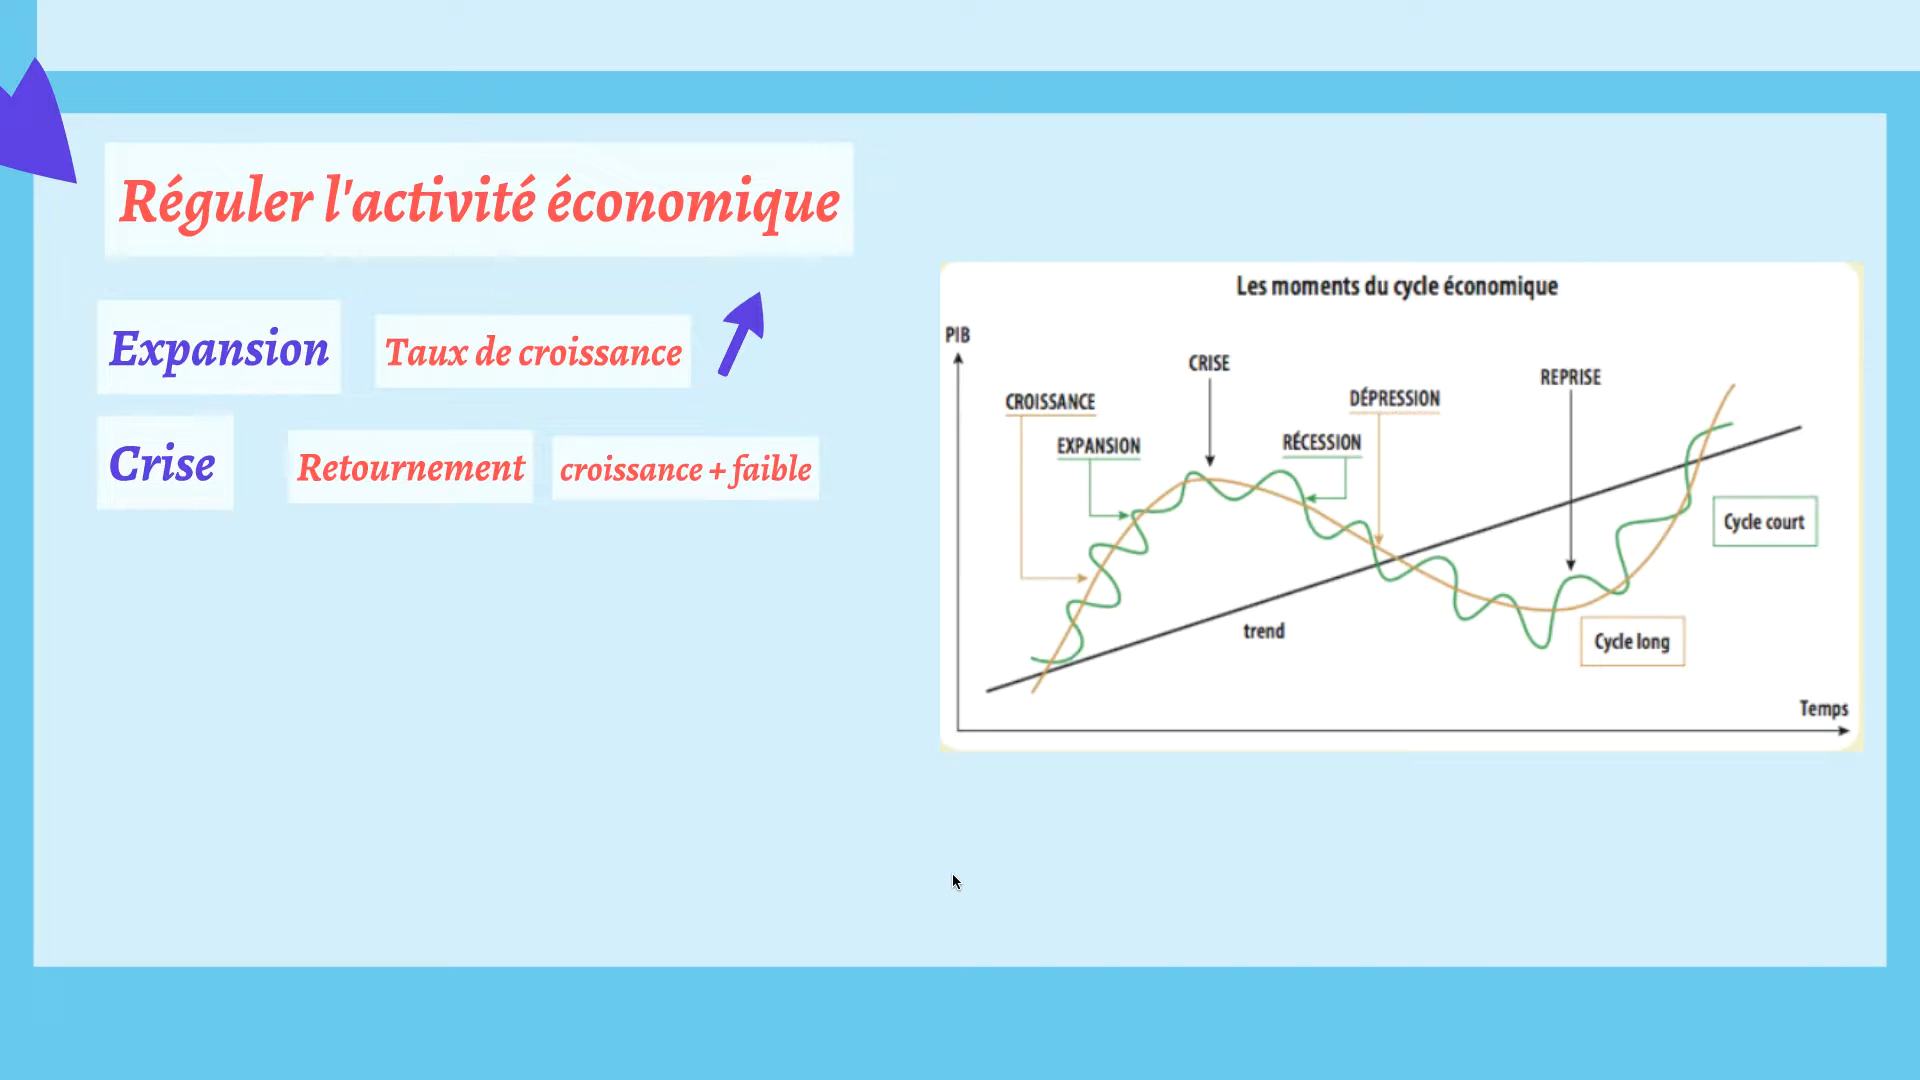 Réguler l'activité économique
Expansion
Taux de croissance
Crise
Retournement
croissance + faible
Les moments du cycle économique
PIB
CRISE
REPRISE
CROISSANCE
DÉPRESSION
EXPANSION
RÉCESSION
Cycle court
trend
Cycle long
Temps